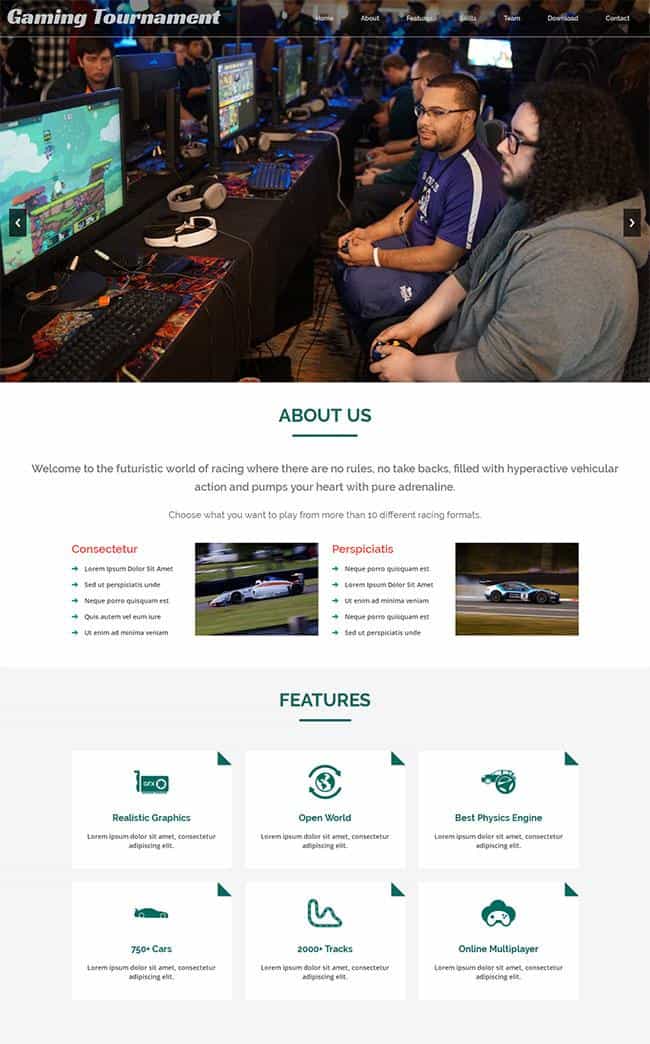 Gaming Tournament
Home About Features Skills Team Download Contact
ABOUT US
Welcome to the futuristic world of racing where there are no rules, no take backs, filled with hyperactive vehicular
action and pumps your heart with pure adrenaline.
Choose what you want to play from more than 10 different racing formats.
Consectetur
Lorem Ipsum Dolor Sit Amet
Sed ut perspiciatis unde
Neque porro quisquam est
Quis autem vel eum iure
Ut enim ad minima veniam
Perspiciatis
Neque porro quisquam est
Lorem Ipsum Dolor Sit Amet
Ut enim ad minima veniam
Neque porro quisquam est
Sed ut perspiciatis unde
FEATURES
GFX
Realistic Graphics
Lorem ipsum dolor sit amet, consectetur
adipiscing elit.
Open World
Lorem ipsum dolor sit amet, consectetur
adipiscing elit.
Best Physics Engine
Lorem ipsum dolor sit amet, consectetur
adipiscing elit.
750+ Cars
Lorem ipsum dolor sit amet, consectetur
adipiscing elit.
2000+ Tracks
Lorem ipsum dolor sit amet, consectetur
adipiscing elit.
Online Multiplayer
Lorem ipsum dolor sit amet, consectetur
adipiscing elit.